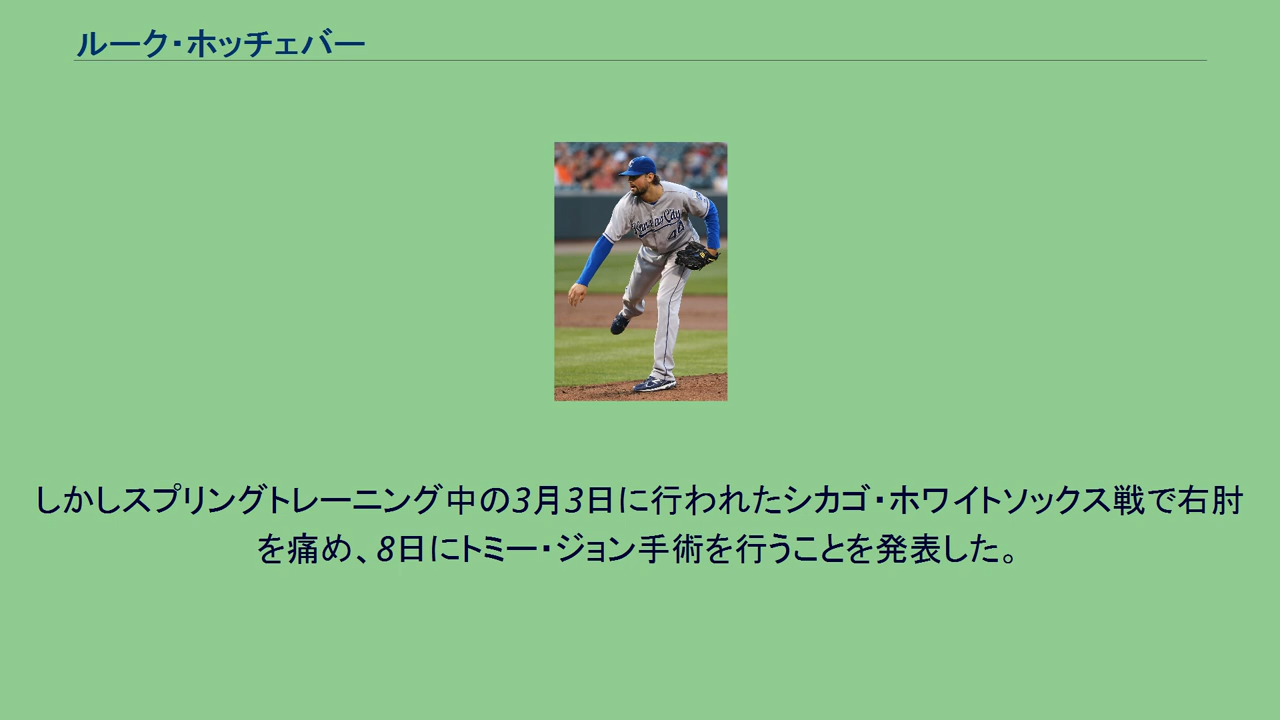 ルーク・ホッチェバー
Kansas City
44
しかしスプリングトレーニング中の3月3日に行われたシカゴ・ホワイトソックス戦で右肘
を痛め、8日にトミー・ジョン手術を行うことを発表した。